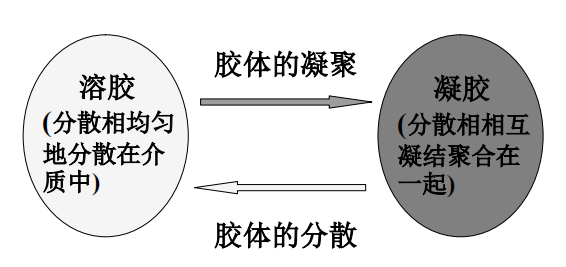 胶体的凝聚
溶胶
(分散相均匀
地分散在介
质中)
凝胶
(分散相相互
凝结聚合在
一起)
胶体的分散